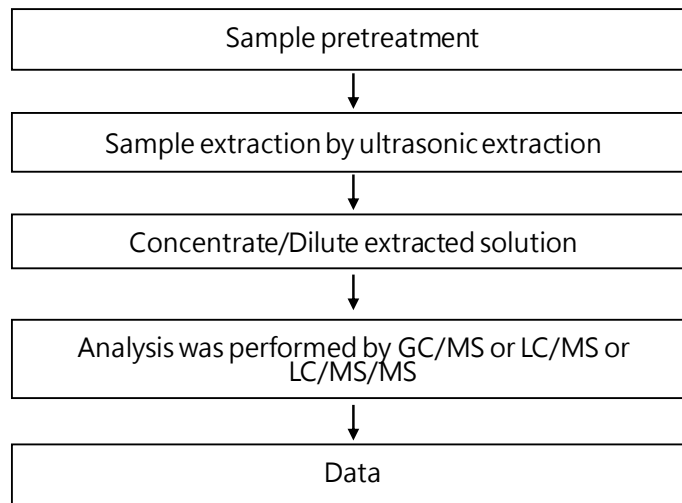 Sample pretreatment
Sample extraction by ultrasonic extraction
Concentrate/Dilute extracted solution
Analysis was performed by GC/MS or LC/MS or
LC/MS/MS
Data